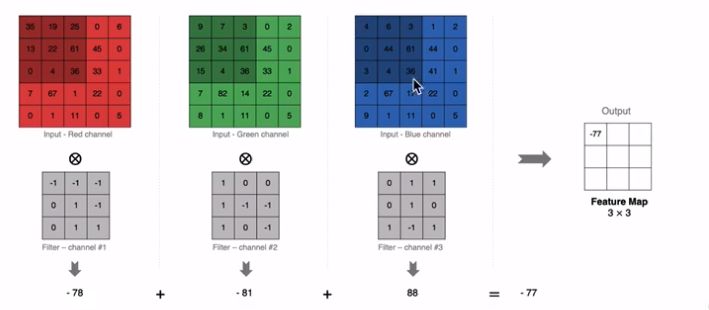 35 19 25 0 6
13 22 61 45 0
0 4 36 33 1
7 67 1 22 0
0 1 11 0 5
Input - Red channel
9 7 3 0 2
26 34 61 45 0
15 4 36 33 1
7 82 14 22 0
8 1 11 0 5
Input - Green channel
4 6 3 1 2
0 44 61 44 0
3 4 36 41 1
2 67 22 0
9 1 11 0 5
Input - Blue channel
-1 -1 -1
0 1 -1
0 1 1
Filter – channel #1
1 0 0
1 -1 -1
1 0 -1
Filter – channel #2
0 1 1
0 1 0
1 -1 1
Filter – channel #3
Output
-77
Feature Map
3 × 3
- 78 + -81 + 88 = - 77